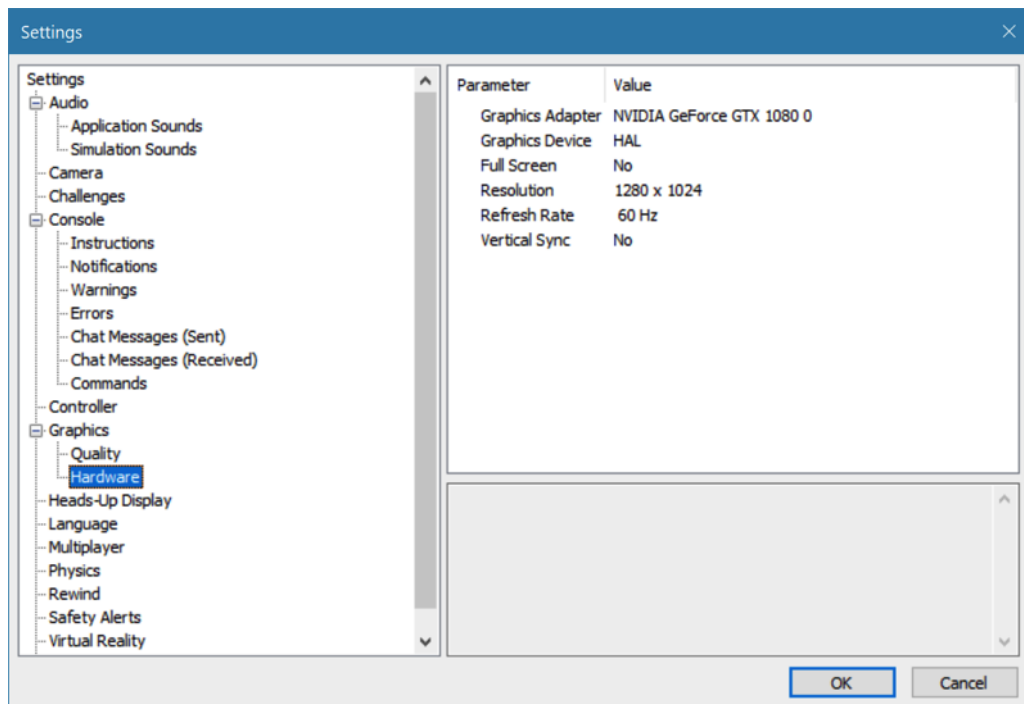 Settings
Settings
Audio
Application Sounds
Simulation Sounds
Camera
Challenges
Console
Instructions
Notifications
Warnings
Errors
Chat Messages (Sent)
Chat Messages (Received)
Commands
Controller
Graphics
Quality
Hardware
Heads-Up Display
Language
Multiplayer
Physics
Rewind
Safety Alerts
Virtual Reality
Parameter Value
Graphics Adapter NVIDIA GeForce GTX 1080 0
Graphics Device HAL
Full Screen No
Resolution 1280 x 1024
Refresh Rate 60 Hz
Vertical Sync No
OK Cancel